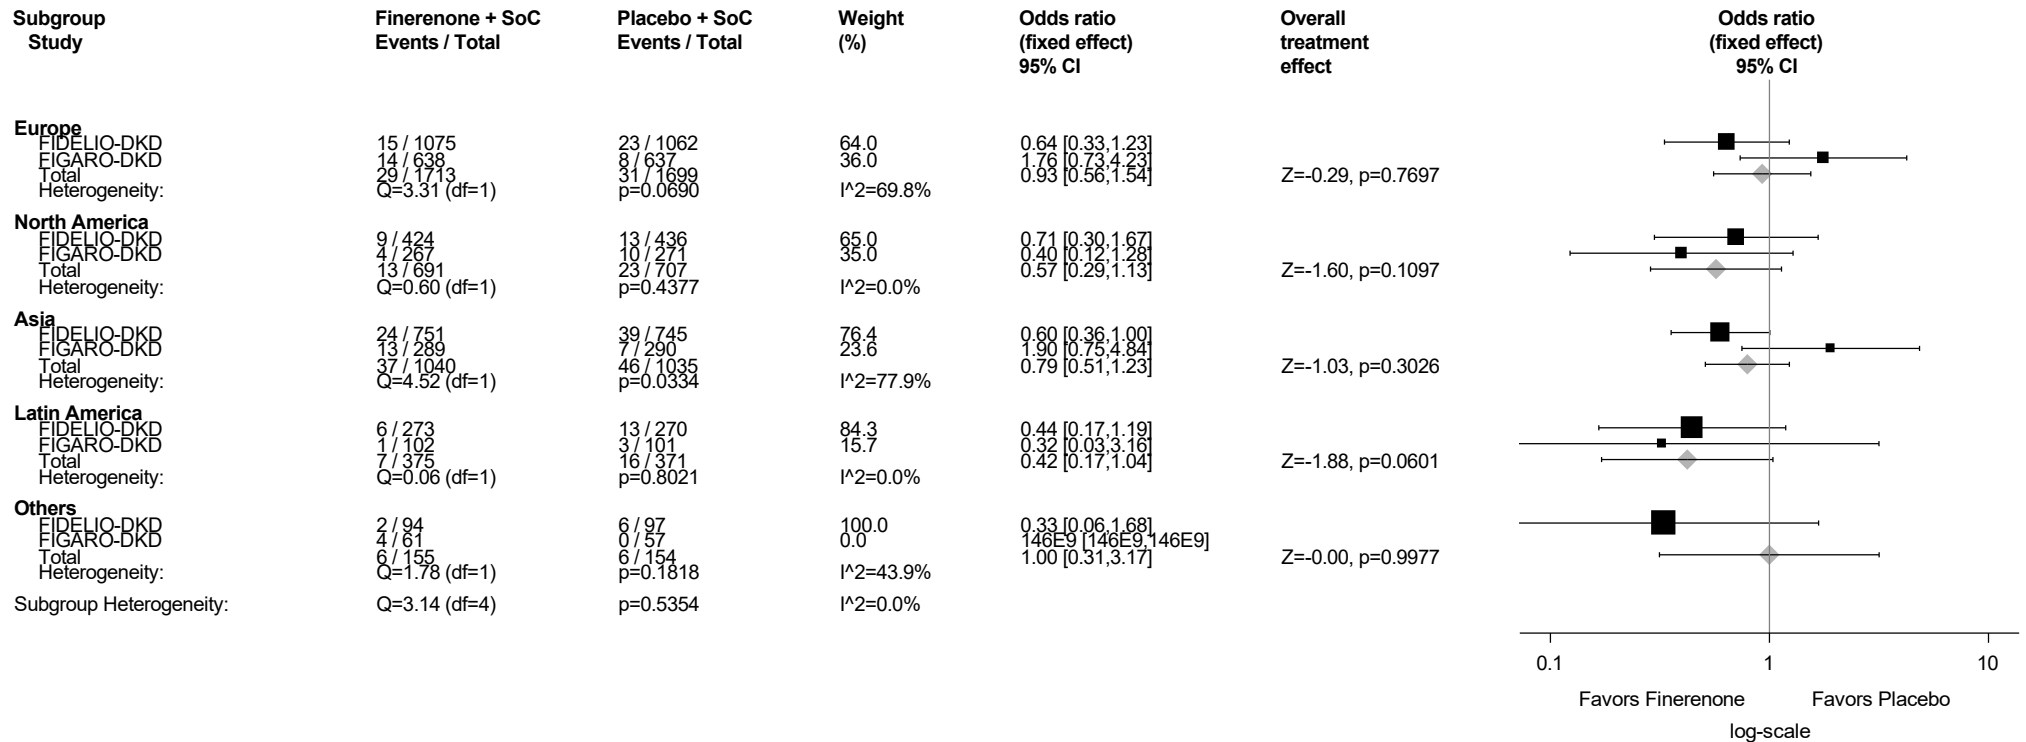 Subgroup Finerenone + SoC Placebo + SoC Weight Odds ratio Overall Odds ratio
Study Events / Total Events / Total (%) (fixed effect) treatment (fixed effect)
95% CI effect 95% CI
Europe
FIDELIO-DKD 15 / 1075 23 / 1062 64.0 0.64 [0.33,1.23]
FIGARO-DKD 14 / 638 8 / 637 36.0 1.76 [0.73,4.23]
Total 29 / 1713 31 / 1699 0.93 [0.56,1.54] Z=-0.29, p=0.7697
Heterogeneity: Q=3.31 (df=1) p=0.0690 I^2=69.8%
North America
FIDELIO-DKD 9 / 424 13 / 436 65.0 0.71 [0.30,1.67]
FIGARO-DKD 4 / 267 10 / 271 35.0 0.40 [0.12,1.28]
Total 13 / 691 23 / 707 0.57 [0.29,1.13] Z=-1.60, p=0.1097
Heterogeneity: Q=0.60 (df=1) p=0.4377 I^2=0.0%
Asia
FIDELIO-DKD 24 / 751 39 / 745 76.4 0.60 [0.36,1.00]
FIGARO-DKD 13 / 289 7 / 290 23.6 1.90 [0.75,4.84]
Total 37 / 1040 46 / 1035 0.79 [0.51,1.23] Z=-1.03, p=0.3026
Heterogeneity: Q=4.52 (df=1) p=0.0334 I^2=77.9%
Latin America
FIDELIO-DKD 6 / 273 13 / 270 84.3 0.44 [0.17,1.19]
FIGARO-DKD 1 / 102 3 / 101 15.7 0.32 [0.03,3.16]
Total 7 / 375 16 / 371 0.42 [0.17,1.04] Z=-1.88, p=0.0601
Heterogeneity: Q=0.06 (df=1) p=0.8021 I^2=0.0%
Others
FIDELIO-DKD 2 / 94 6 / 97 100.0 0.33 [0.06,1.68]
FIGARO-DKD 4 / 61 0 / 57 0.0 146E9 [146E9,146E9]
Total 6 / 155 6 / 154 1.00 [0.31,3.17] Z=-0.00, p=0.9977
Heterogeneity: Q=1.78 (df=1) p=0.1818 I^2=43.9%
Subgroup Heterogeneity: Q=3.14 (df=4) p=0.5354 I^2=0.0%
0.1 1 10
Favors Finerenone Favors Placebo
log-scale